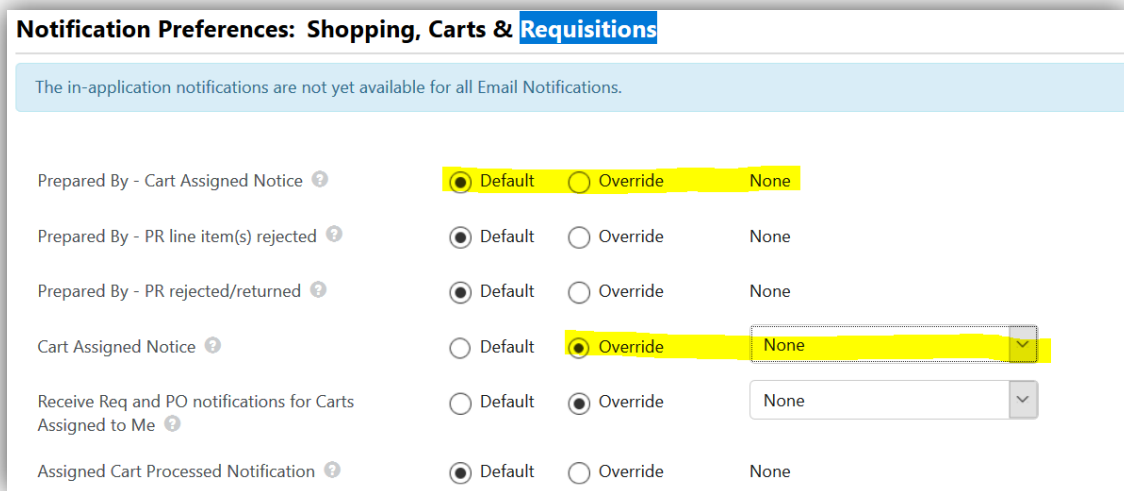 Notification Preferences: Shopping, Carts & Requisitions
The in-application notifications are not yet available for all Email Notifications.
Prepared By - Cart Assigned Notice ? Default Override None
Prepared By - PR line item(s) rejected ? Default Override None
Prepared By - PR rejected/returned ? Default Override None
Cart Assigned Notice ? Default Override None
Receive Req and PO notifications for Carts Default Override None
Assigned to Me ?
Assigned Cart Processed Notification ? Default Override None